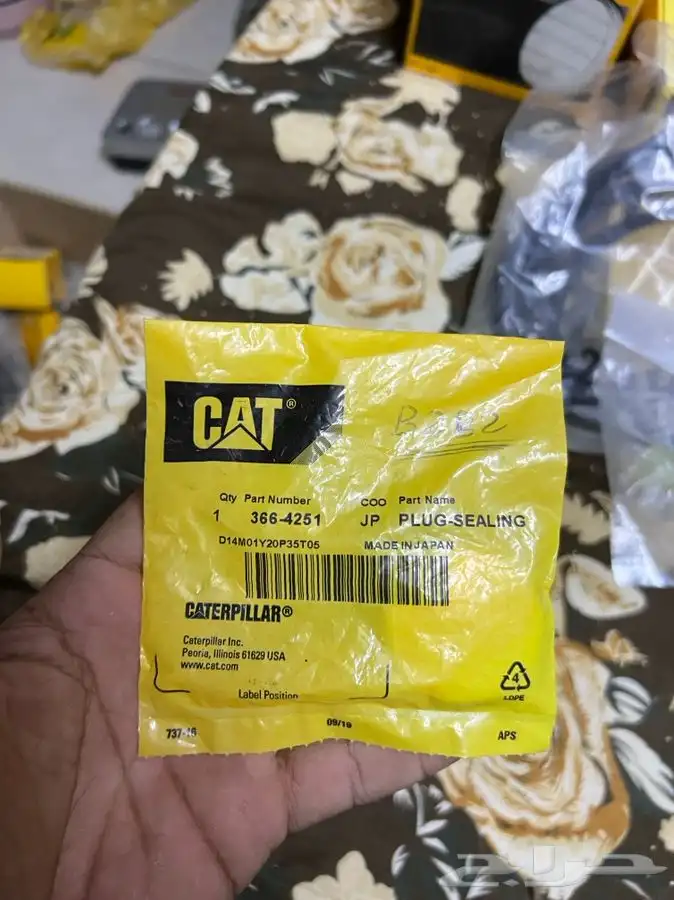 CAT®
Qty Part Number COO Part Name
1 366-4251 JP PLUG-SEALING
D14M01Y20P35T05 MADE IN JAPAN
CATERPILLAR®
Caterpillar Inc.
Peoria, Illinois 61629 USA
www.cat.com
Label Position
4
LDPE
09/19
APS
حراج